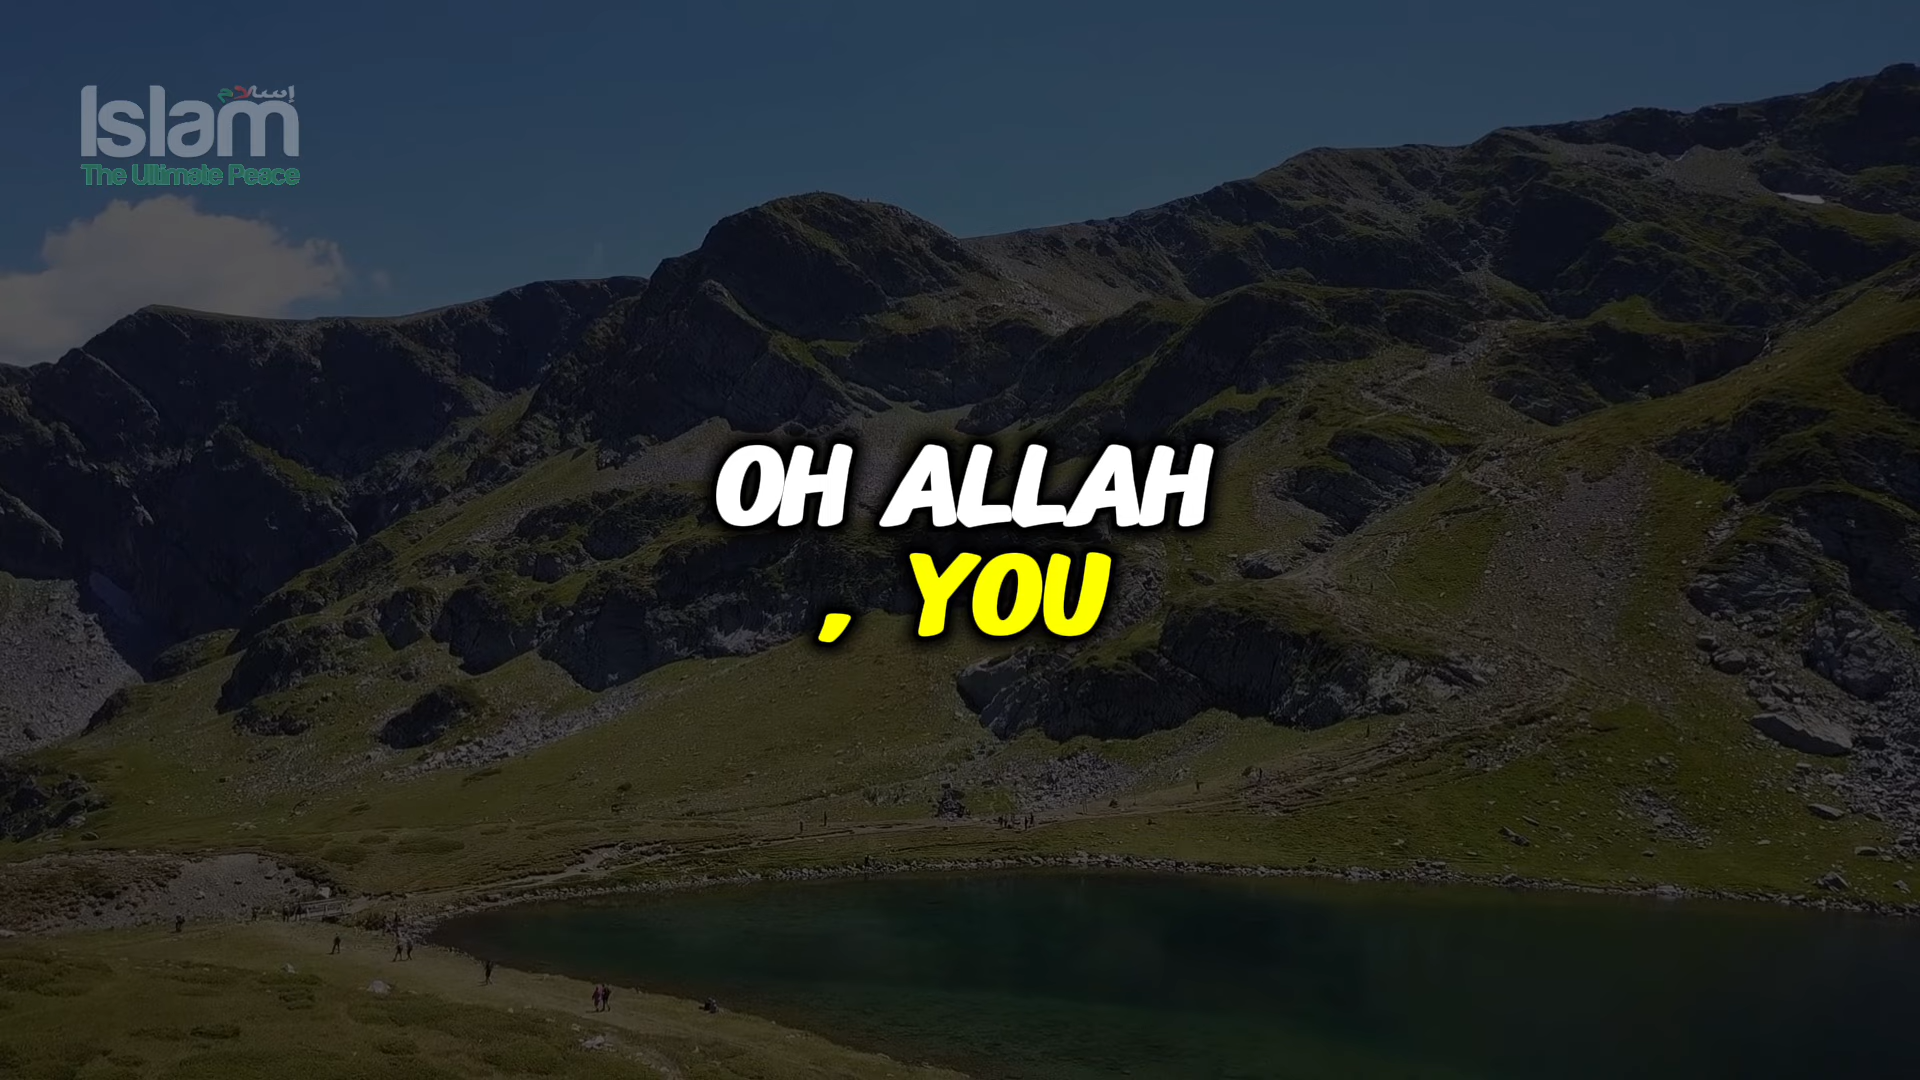 إسلام
Islam
The Ultimate Peace
OH ALLAH
, YOU